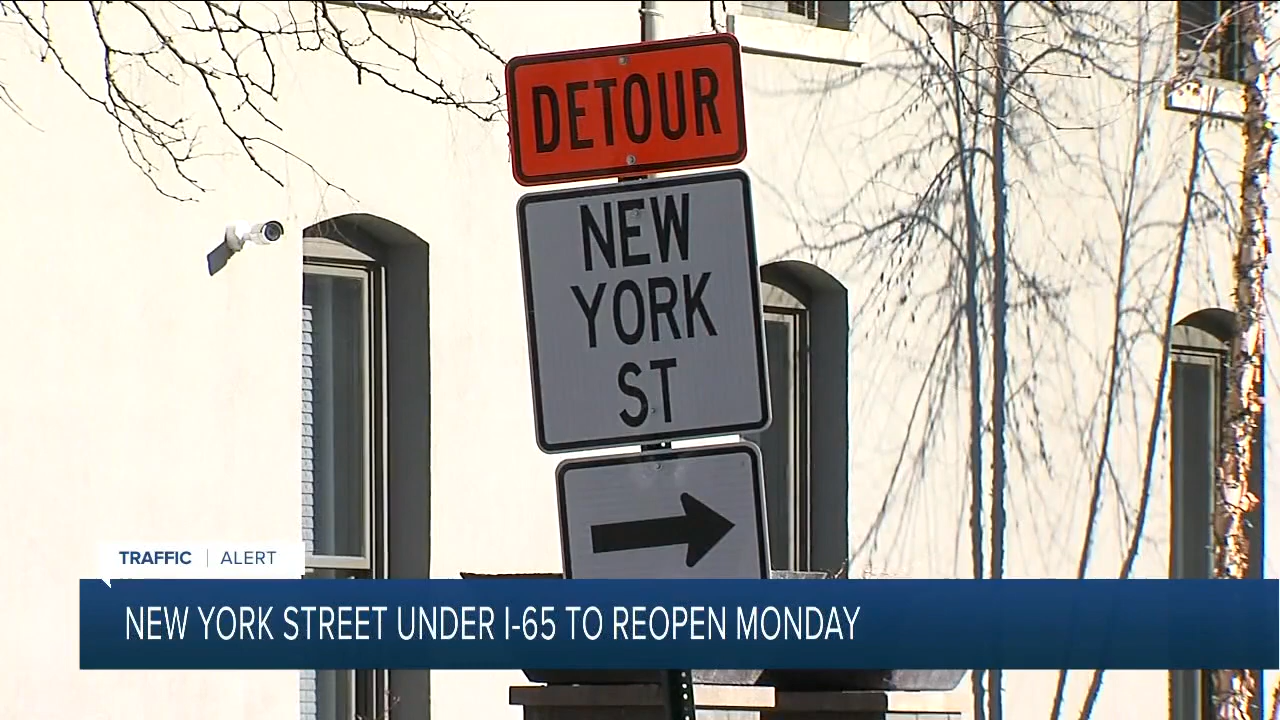 DETOUR
NEW
YORK
ST
TRAFFIC | ALERT
NEW YORK STREET UNDER I-65 TO REOPEN MONDAY